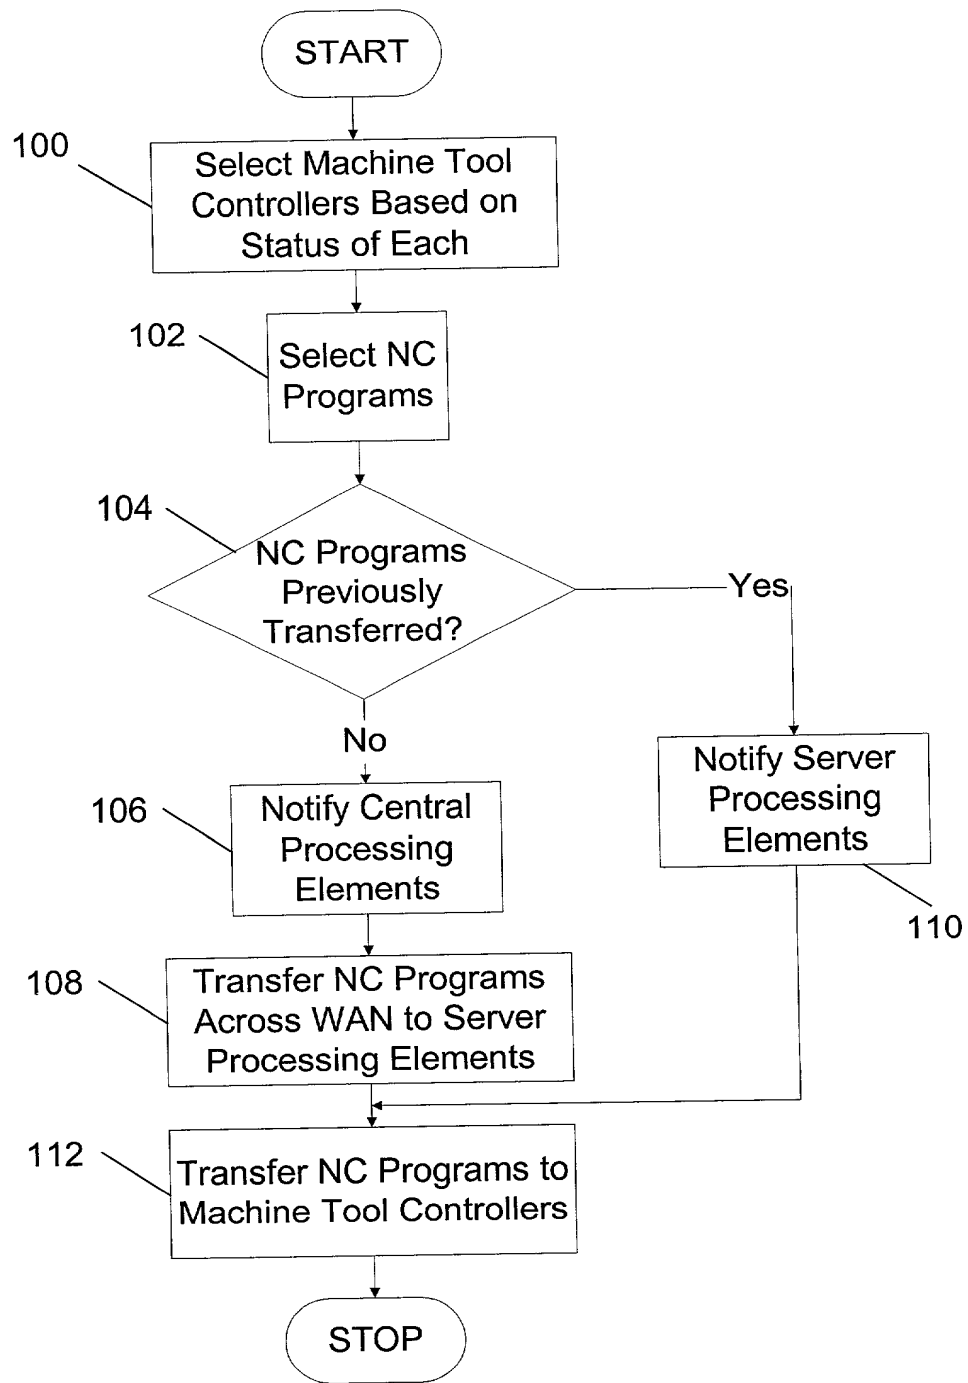 START
100
Select Machine Tool
Controllers Based on
Status of Each
102
Select NC
Programs
104
NC Programs
Previously
Transferred?
Yes
No
106
Notify Central
Processing
Elements
Notify Server
Processing
Elements
110
108
Transfer NC Programs
Across WAN to Server
Processing Elements
112
Transfer NC Programs to
Machine Tool Controllers
STOP